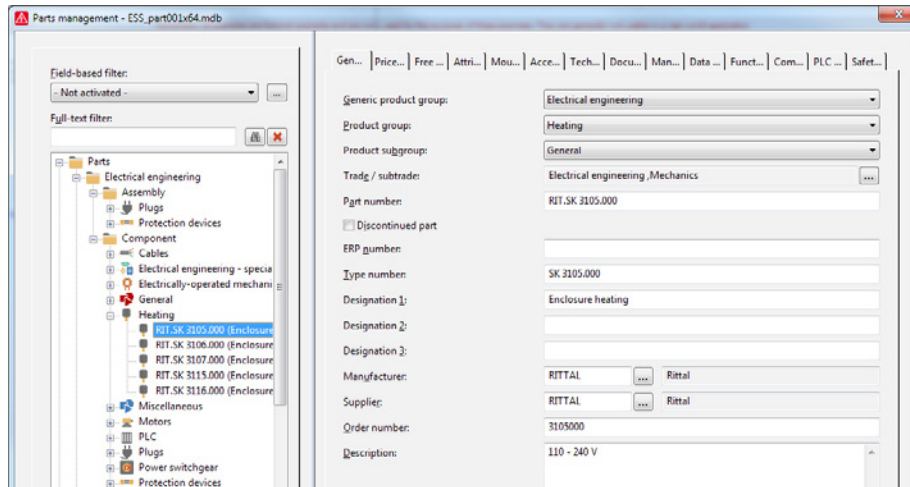 Parts management - ESS_part001x64.mdb
Field-based filter:
- Not activated -
...
Full-text filter:
Parts
Electrical engineering
Assembly
Plugs
Protection devices
Component
Cables
Electrical engineering - specia
Electrically-operated mechani
General
Heating
RIT.SK 3105.000 (Enclosure
RIT.SK 3106.000 (Enclosure
RIT.SK 3107.000 (Enclosure
RIT.SK 3115.000 (Enclosure
RIT.SK 3116.000 (Enclosure
Miscellaneous
Motors
PLC
Plugs
Power switchgear
Protection devices
Gen... Price... Free ... Attri... Mou... Acce... Tech... Docu... Man... Data ... Funct... Com... PLC ... Safet...
Generic product group: Electrical engineering
Product group: Heating
Product subgroup: General
Trade / subtrade: Electrical engineering ,Mechanics ...
Part number: RIT.SK 3105.000
Discontinued part
ERP number:
Type number: SK 3105.000
Designation 1: Enclosure heating
Designation 2:
Designation 3:
Manufacturer: RITTAL ... Rittal
Supplier: RITTAL ... Rittal
Order number: 3105000
Description: 110 - 240 V